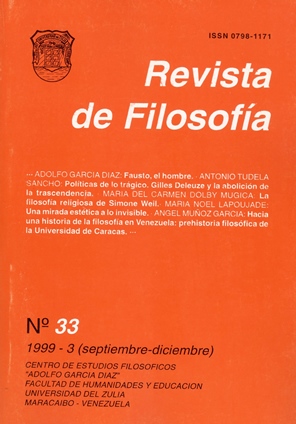 ISSN 0798-1171
Revista
de Filosofía
... ADOLFO GARCIA DIAZ: Fausto, el hombre. · ANTONIO TUDELA
SANCHO: Políticas de lo trágico. Gilles Deleuze y la abolición de
la trascendencia. · MARIA DEL CARMEN DOLBY MUGICA: La
filosofía religiosa de Simone Weil. · MARIA NOEL LAPOUJADE:
Una mirada estética a lo invisible. · ANGEL MUÑOZ GARCIA: Hacia
una historia de la filosofía en Venezuela: prehistoria filosófica de
la Universidad de Caracas. ...
Nº 33
1999 - 3 (septiembre-diciembre)
CENTRO DE ESTUDIOS FILOSOFICOS
"ADOLFO GARCIA DIAZ"
FACULTAD DE HUMANIDADES Y EDUCACION
UNIVERSIDAD DEL ZULIA
MARACAIBO - VENEZUELA